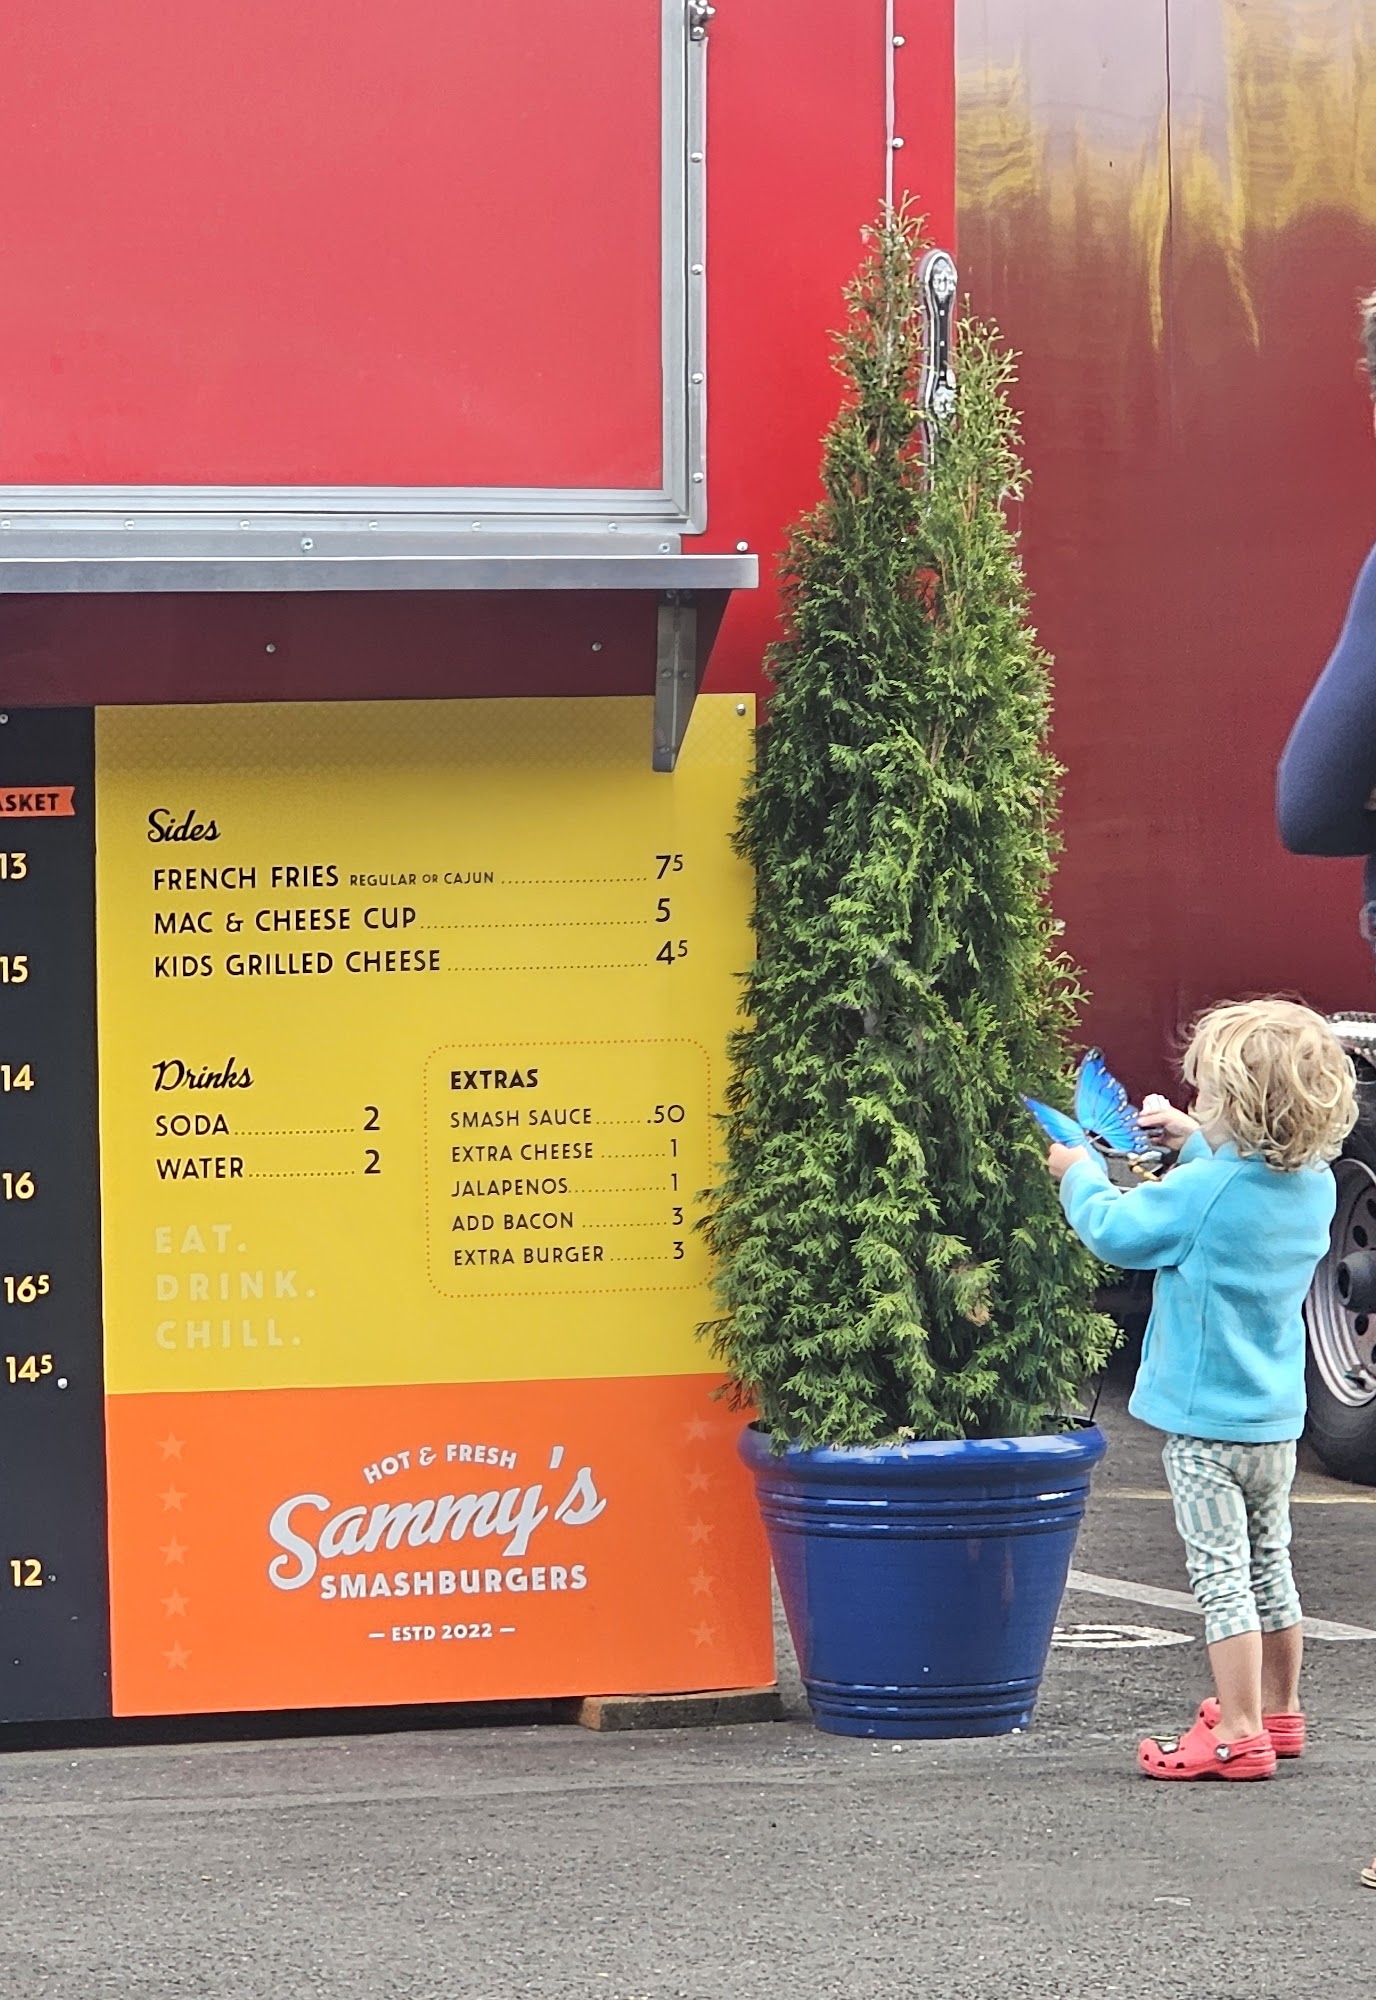 ASKET
13
15
14
16
16⁵
14⁵
12
Sides
FRENCH FRIES REGULAR OR CAJUN 7⁵
MAC & CHEESE CUP 5
KIDS GRILLED CHEESE 4⁵
Drinks
SODA 2
WATER 2
EAT.
DRINK.
CHILL.
EXTRAS
SMASH SAUCE .50
EXTRA CHEESE 1
JALAPENOS 1
ADD BACON 3
EXTRA BURGER 3
HOT & FRESH
Sammy's
SMASHBURGERS
— ESTD 2022 —